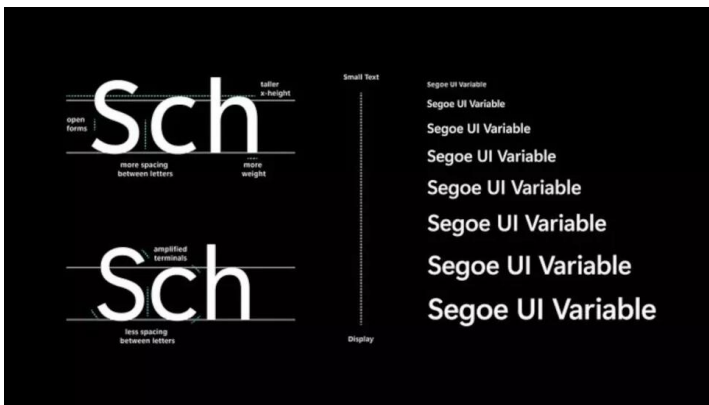 Sch
taller
x-height
open
forms
more spacing
between letters
more
weight
Sch
amplified
terminals
less spacing
between letters
Small Text
Display
Segoe UI Variable
Segoe UI Variable
Segoe UI Variable
Segoe UI Variable
Segoe UI Variable
Segoe UI Variable
Segoe UI Variable
Segoe UI Variable